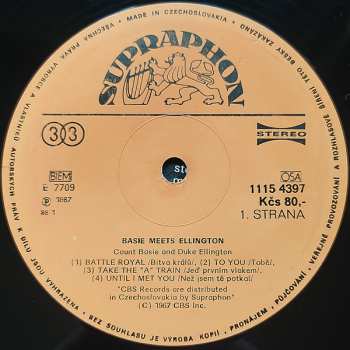 MADE IN CZECHOSLOVAKIA • VŠECHNA PRÁVA VÝROBCE A VLASTNÍKŮ AUTORSKÝCH PRÁV K DÍLU JSOU VYHRAZENA • BEZ SOUHLASU JE VÝROBA KOPIÍ, PRONÁJEM, PŮJČOVÁNÍ, VEŘEJNÉ PROVOZOVÁNÍ A ROZHLASOVÉ ŠÍŘENÍ TÉTO DESKY ZAKÁZÁNO •
SUPRAPHON
33
STEREO
BIEM
E 7709
℗ 1967
OSA
1115 4397
Kčs 80,-
1. STRANA
BASIE MEETS ELLINGTON
Count Basie and Duke Ellington
(1) BATTLE ROYAL /Bitva králů/, (2) TO YOU /Tobě/,
(3) TAKE THE "A" TRAIN /Jeď prvním vlakem/,
(4) UNTIL I MET YOU /Než jsem tě potkal/
"CBS Records are distributed
in Czechoslovakia by Supraphon"
(C) 1967 CBS Inc.